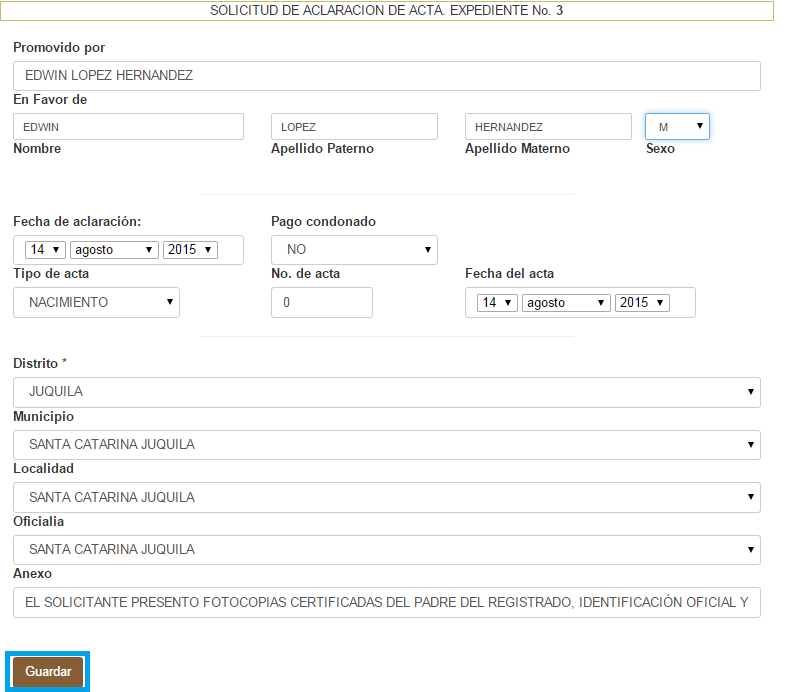 SOLICITUD DE ACLARACION DE ACTA. EXPEDIENTE No. 3
Promovido por
EDWIN LOPEZ HERNANDEZ
En Favor de
EDWIN LOPEZ HERNANDEZ M
Nombre Apellido Paterno Apellido Materno Sexo
Fecha de aclaración: Pago condonado
14 agosto 2015 NO
Tipo de acta No. de acta Fecha del acta
NACIMIENTO 0 14 agosto 2015
Distrito *
JUQUILA
Municipio
SANTA CATARINA JUQUILA
Localidad
SANTA CATARINA JUQUILA
Oficialia
SANTA CATARINA JUQUILA
Anexo
EL SOLICITANTE PRESENTO FOTOCOPIAS CERTIFICADAS DEL PADRE DEL REGISTRADO, IDENTIFICACIÓN OFICIAL Y
Guardar